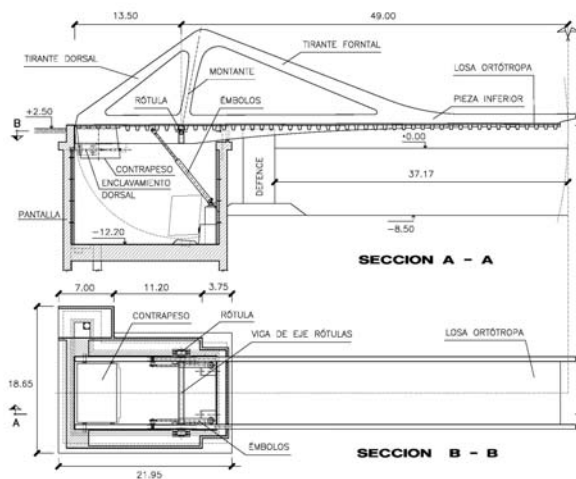 13.50
49.00
TIRANTE DORSAL
TIRANTE FORNTAL
MONTANTE
LOSA ORTÓTROPA
RÓTULA
ÉMBOLOS
PIEZA INFERIOR
B
+2.50
+0.00
CONTRAPESO
ENCLAVAMIENTO
DORSAL
DEFENCE
37.17
PANTALLA
-12.20
-8.50
SECCION A - A
7.00
11.20
3.75
CONTRAPESO
RÓTULA
VIGA DE EJE RÓTULAS
LOSA ORTÓTROPA
18.65
A
ÉMBOLOS
SECCION B - B
21.95